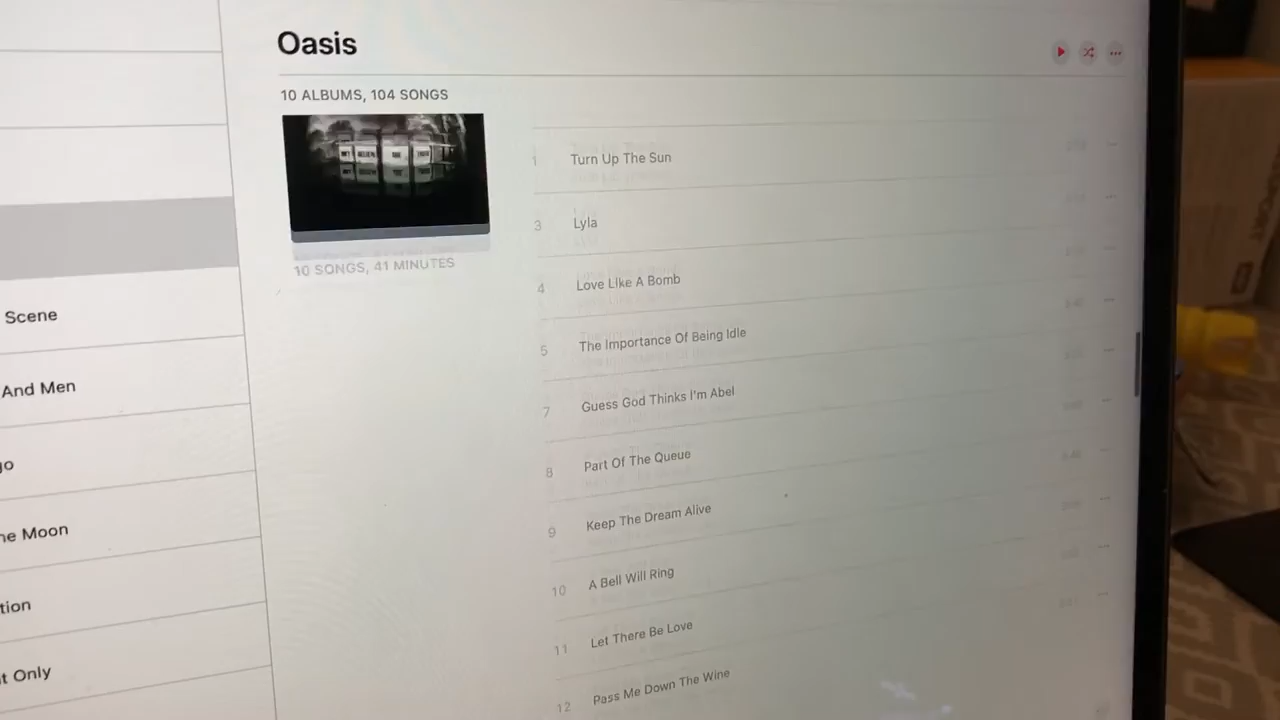 Oasis
10 ALBUMS, 104 SONGS
10 SONGS, 41 MINUTES
1 Turn Up The Sun
3 Lyla
4 Love Like A Bomb
5 The Importance Of Being Idle
7 Guess God Thinks I'm Abel
8 Part Of The Queue
9 Keep The Dream Alive
10 A Bell Will Ring
11 Let There Be Love
12 Pass Me Down The Wine
Scene
And Men
go
he Moon
tion
t Only